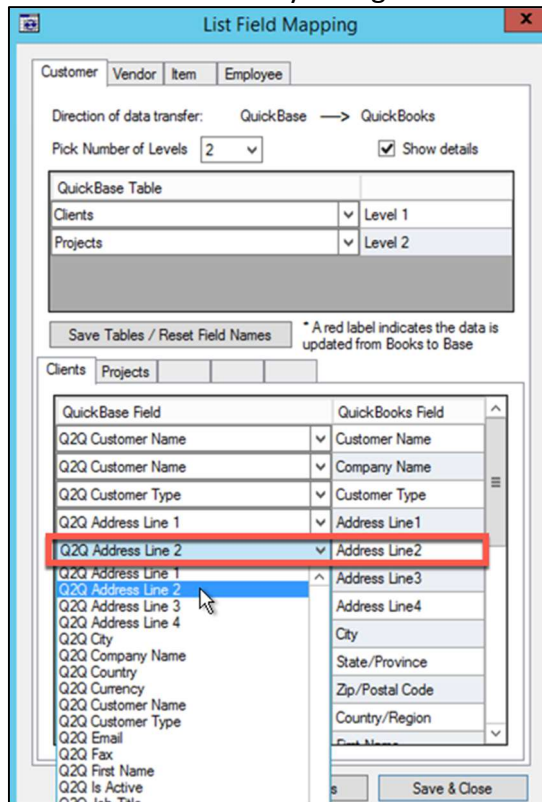 List Field Mapping
x
Customer Vendor Item Employee
Direction of data transfer: QuickBase —> QuickBooks
Pick Number of Levels 2 Show details
QuickBase Table
Clients Level 1
Projects Level 2
Save Tables / Reset Field Names
* A red label indicates the data is
updated from Books to Base
Clients Projects
QuickBase Field QuickBooks Field
Q2Q Customer Name Customer Name
Q2Q Customer Name Company Name
Q2Q Customer Type Customer Type
Q2Q Address Line 1 Address Line1
Q2Q Address Line 2 Address Line2
Q2Q Address Line 1
Q2Q Address Line 2
Q2Q Address Line 3
Q2Q Address Line 4
Q2Q City
Q2Q Company Name
Q2Q Country
Q2Q Currency
Q2Q Customer Name
Q2Q Customer Type
Q2Q Email
Q2Q Fax
Q2Q First Name
Q2Q Is Active
Q2Q Job Title
Address Line3
Address Line4
City
State/Province
Zip/Postal Code
Country/Region
First Name
s Save & Close